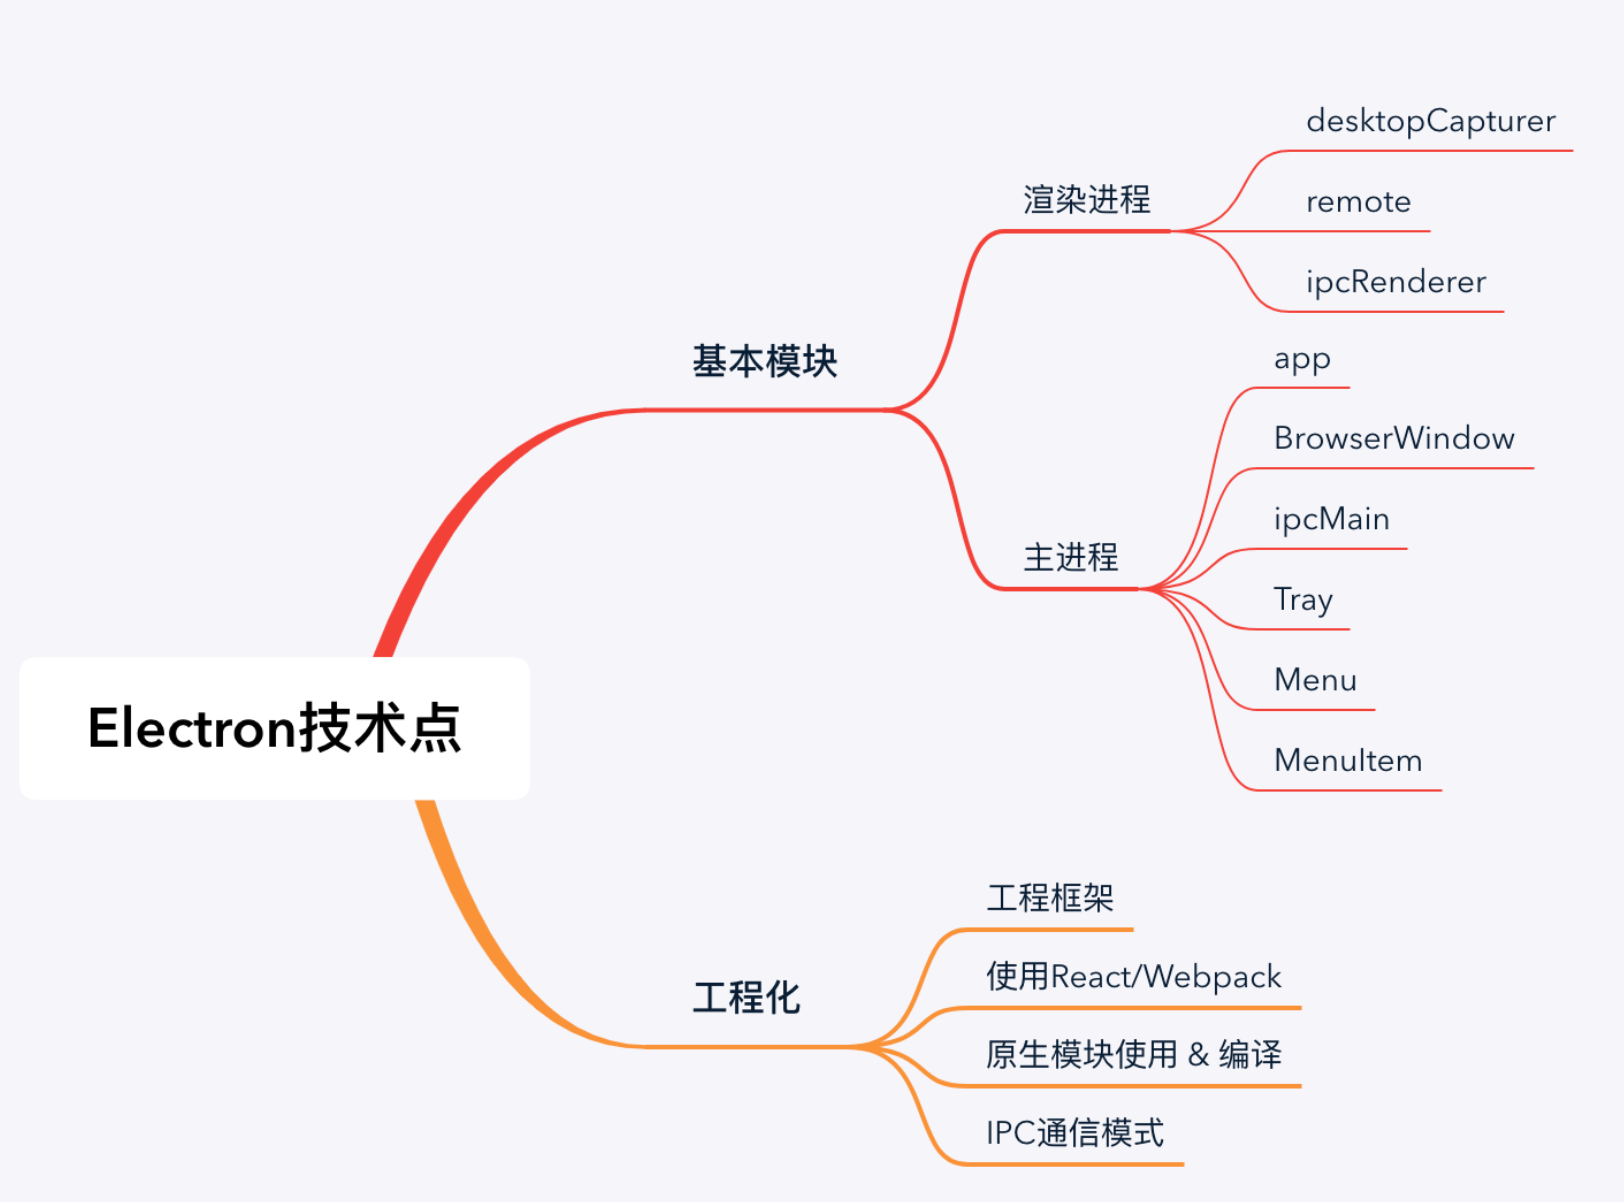 Electron技术点
基本模块
渲染进程
desktopCapturer
remote
ipcRenderer
主进程
app
BrowserWindow
ipcMain
Tray
Menu
MenuItem
工程化
工程框架
使用React/Webpack
原生模块使用 & 编译
IPC通信模式